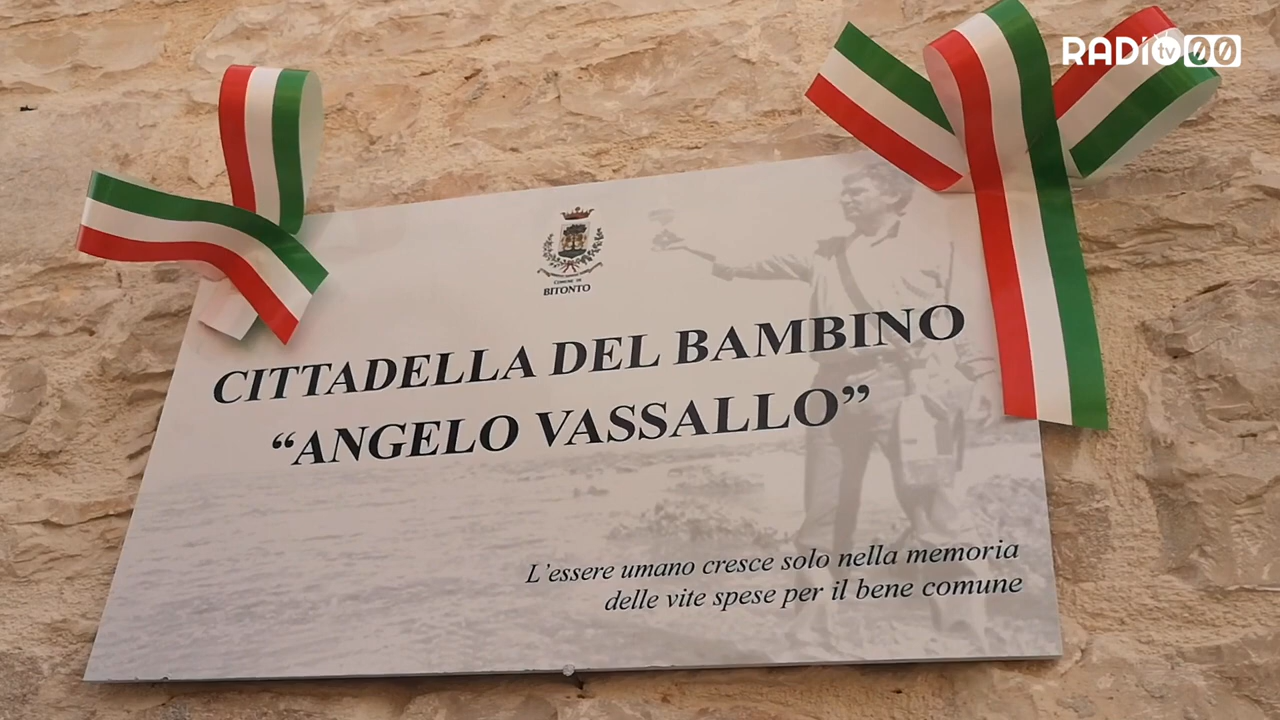 RADIO tv 00
COMUNE DI
BITONTO
CITTADELLA DEL BAMBINO
“ANGELO VASSALLO”
L’essere umano cresce solo nella memoria
delle vite spese per il bene comune